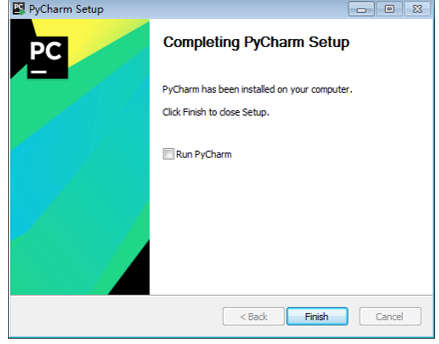 PyCharm Setup
PC
Completing PyCharm Setup
PyCharm has been installed on your computer.
Click Finish to close Setup.
Run PyCharm
< Back
Finish
Cancel